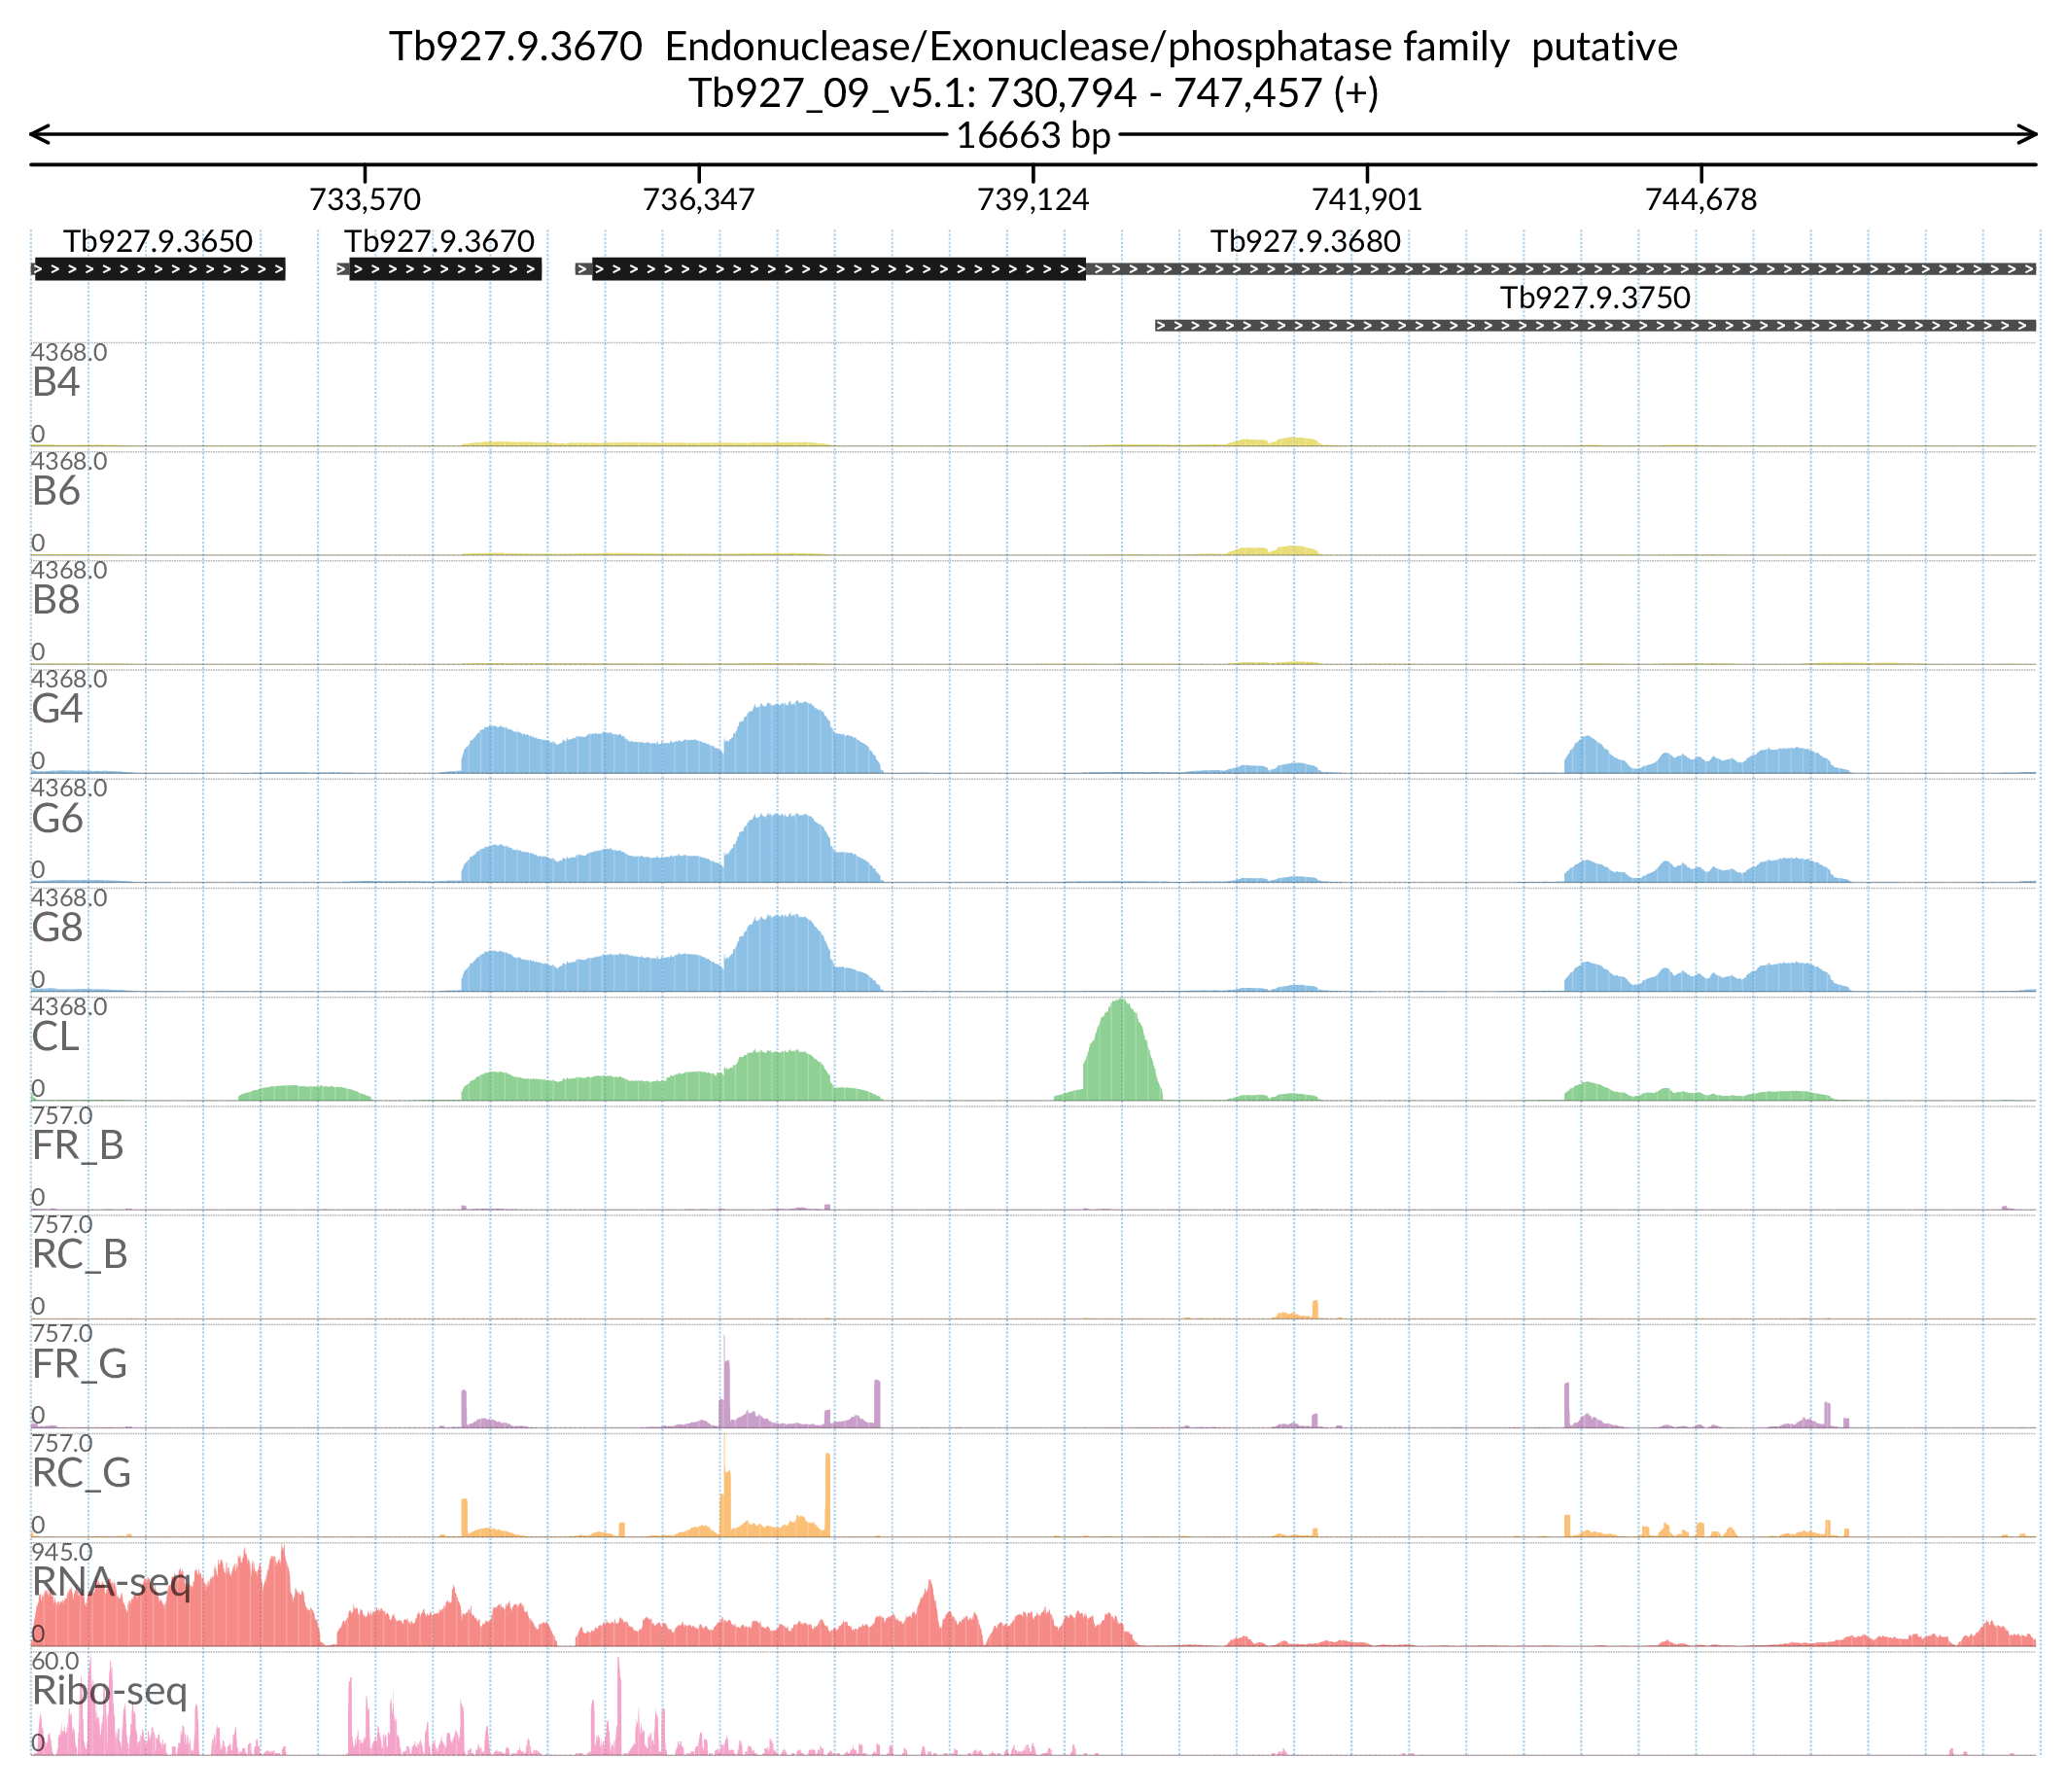 Tb927.9.3670  Endonuclease/Exonuclease/phosphatase family  putative
Tb927_09_v5.1: 730,794 - 747,457 (+)
16663 bp
733,570 736,347 739,124 741,901 744,678
Tb927.9.3650 Tb927.9.3670 Tb927.9.3680
Tb927.9.3750
4368.0
B4
0
4368.0
B6
0
4368.0
B8
0
4368.0
G4
0
4368.0
G6
0
4368.0
G8
0
4368.0
CL
0
757.0
FR_B
0
757.0
RC_B
0
757.0
FR_G
0
757.0
RC_G
0
945.0
RNA-seq
0
60.0
Ribo-seq
0